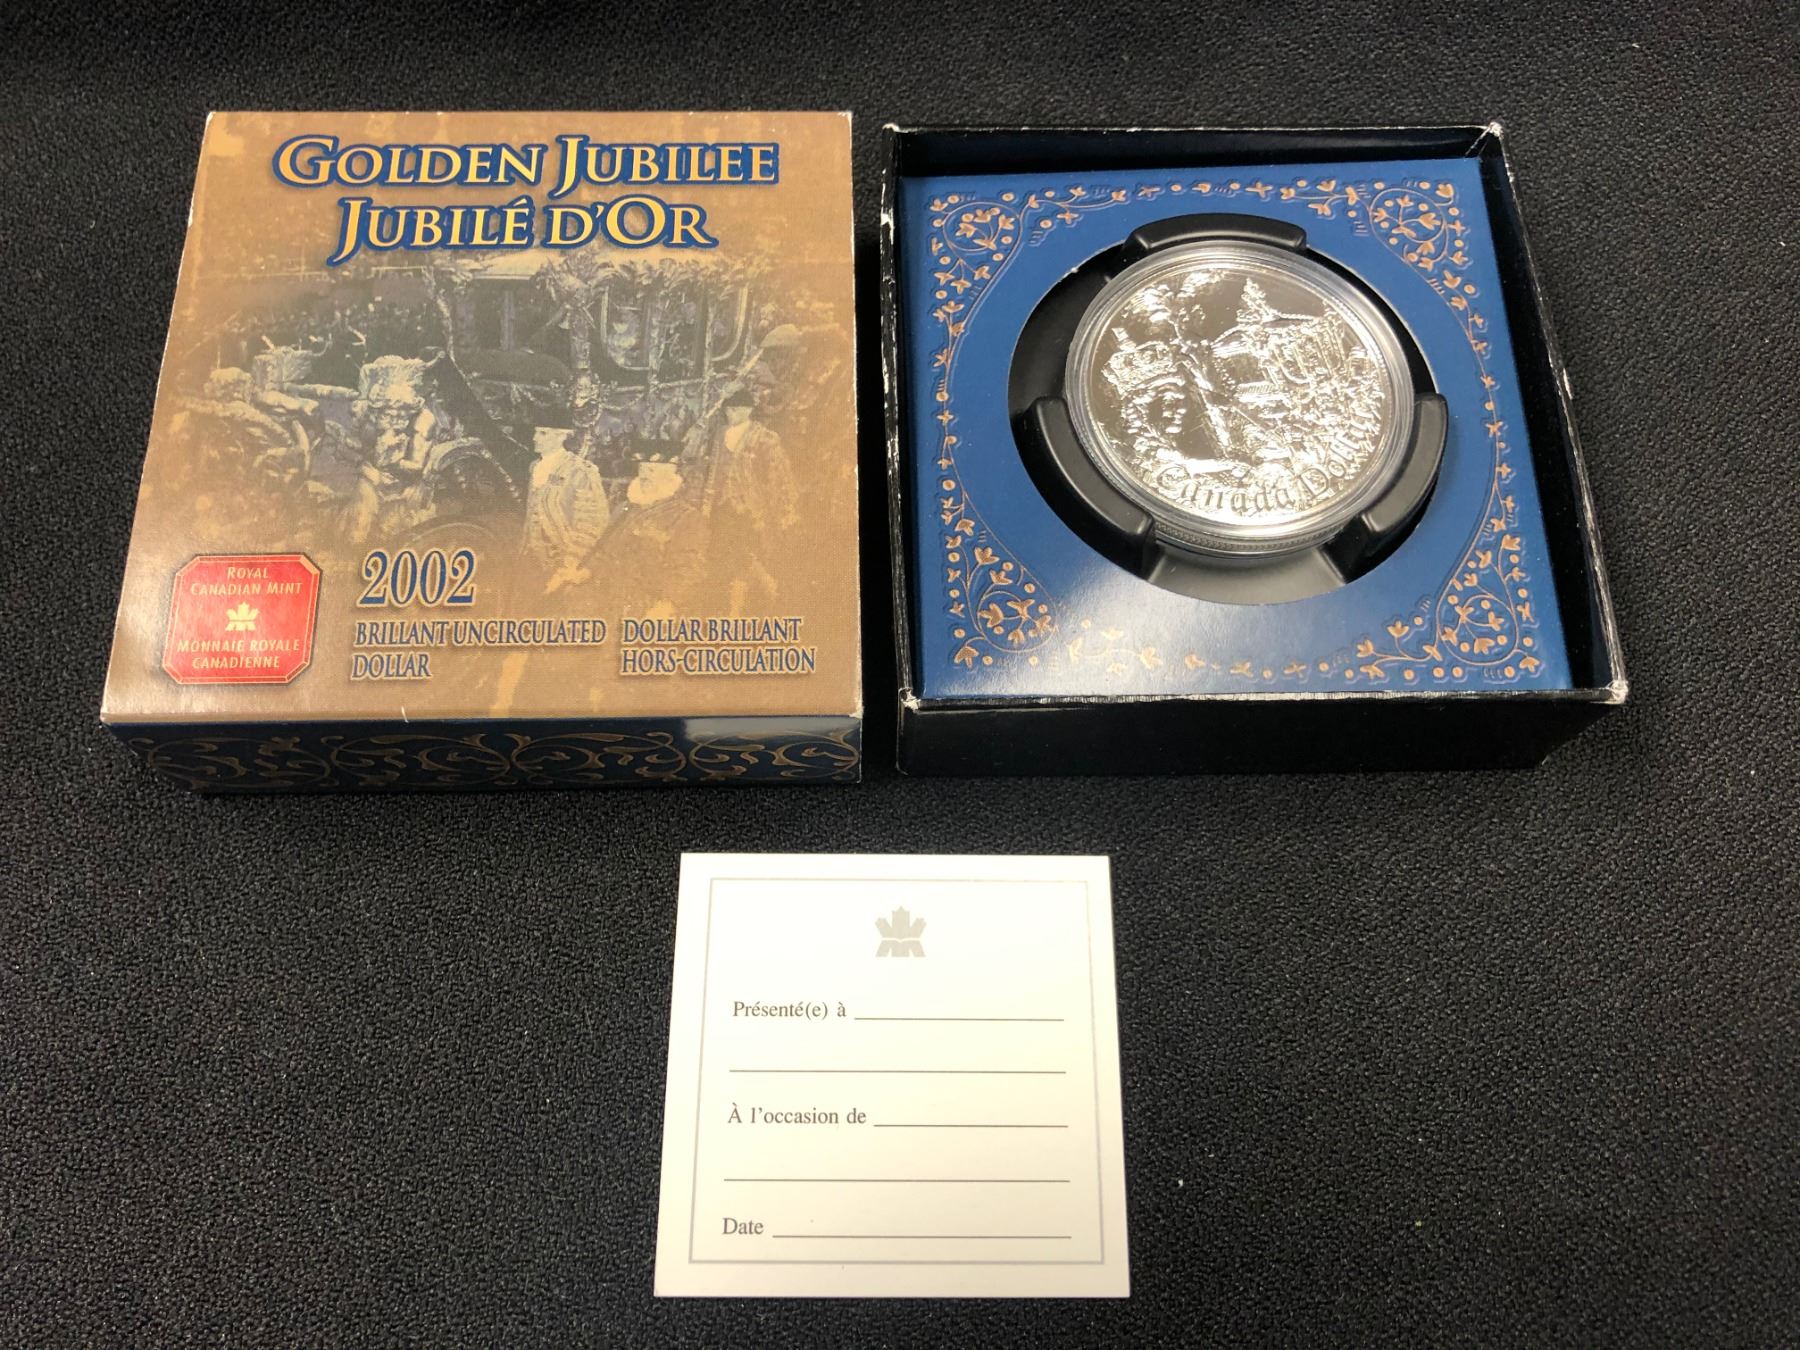 GOLDEN JUBILEE
JUBILÉ D'OR
ROYAL
CANADIAN MINT
MONNAIE ROYALE
CANADIENNE
2002
BRILLANT UNCIRCULATED
DOLLAR
DOLLAR BRILLANT
HORS-CIRCULATION
Canada Dollar
Présenté(e) à
À l'occasion de
Date